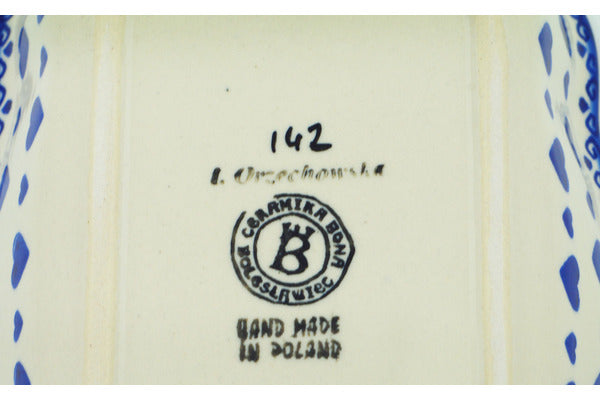 142
I. Orzechowska
CERAMIKA BONA
BOLESŁAWIEC
B
HAND MADE
IN POLAND